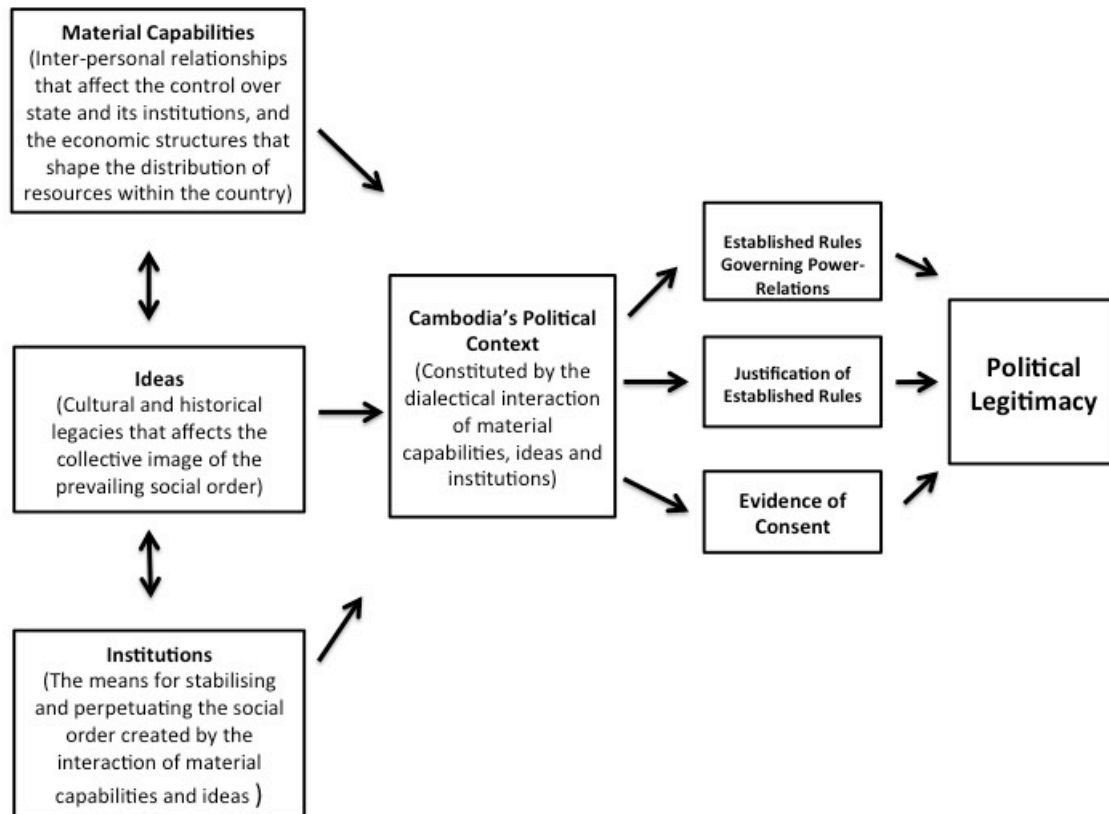 Material Capabilities
(Inter-personal relationships
that affect the control over
state and its institutions, and
the economic structures that
shape the distribution of
resources within the country)
Ideas
(Cultural and historical
legacies that affects the
collective image of the
prevailing social order)
Institutions
(The means for stabilising
and perpetuating the social
order created by the
interaction of material
capabilities and ideas )
Cambodia’s Political
Context
(Constituted by the
dialectical interaction
of material
capabilities, ideas and
institutions)
Established Rules
Governing Power-
Relations
Justification of
Established Rules
Evidence of
Consent
Political
Legitimacy